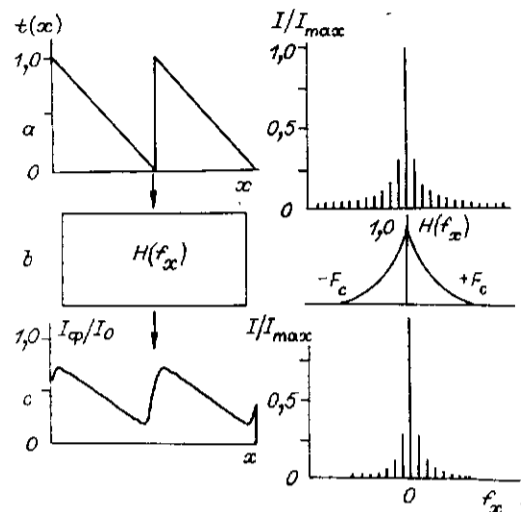 t(x)
1,0
a
0
x
I/I_max
1,0
0,5
0
b
H(f_x)
1,0
H(f_x)
-F_c
+F_c
I_ф/I_0
1,0
c
0
x
I/I_max
0,5
0
0
f_x